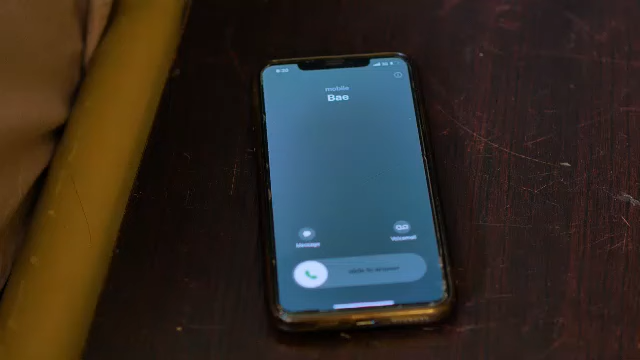 mobile
Bae
Message
Voicemail
slide to answer